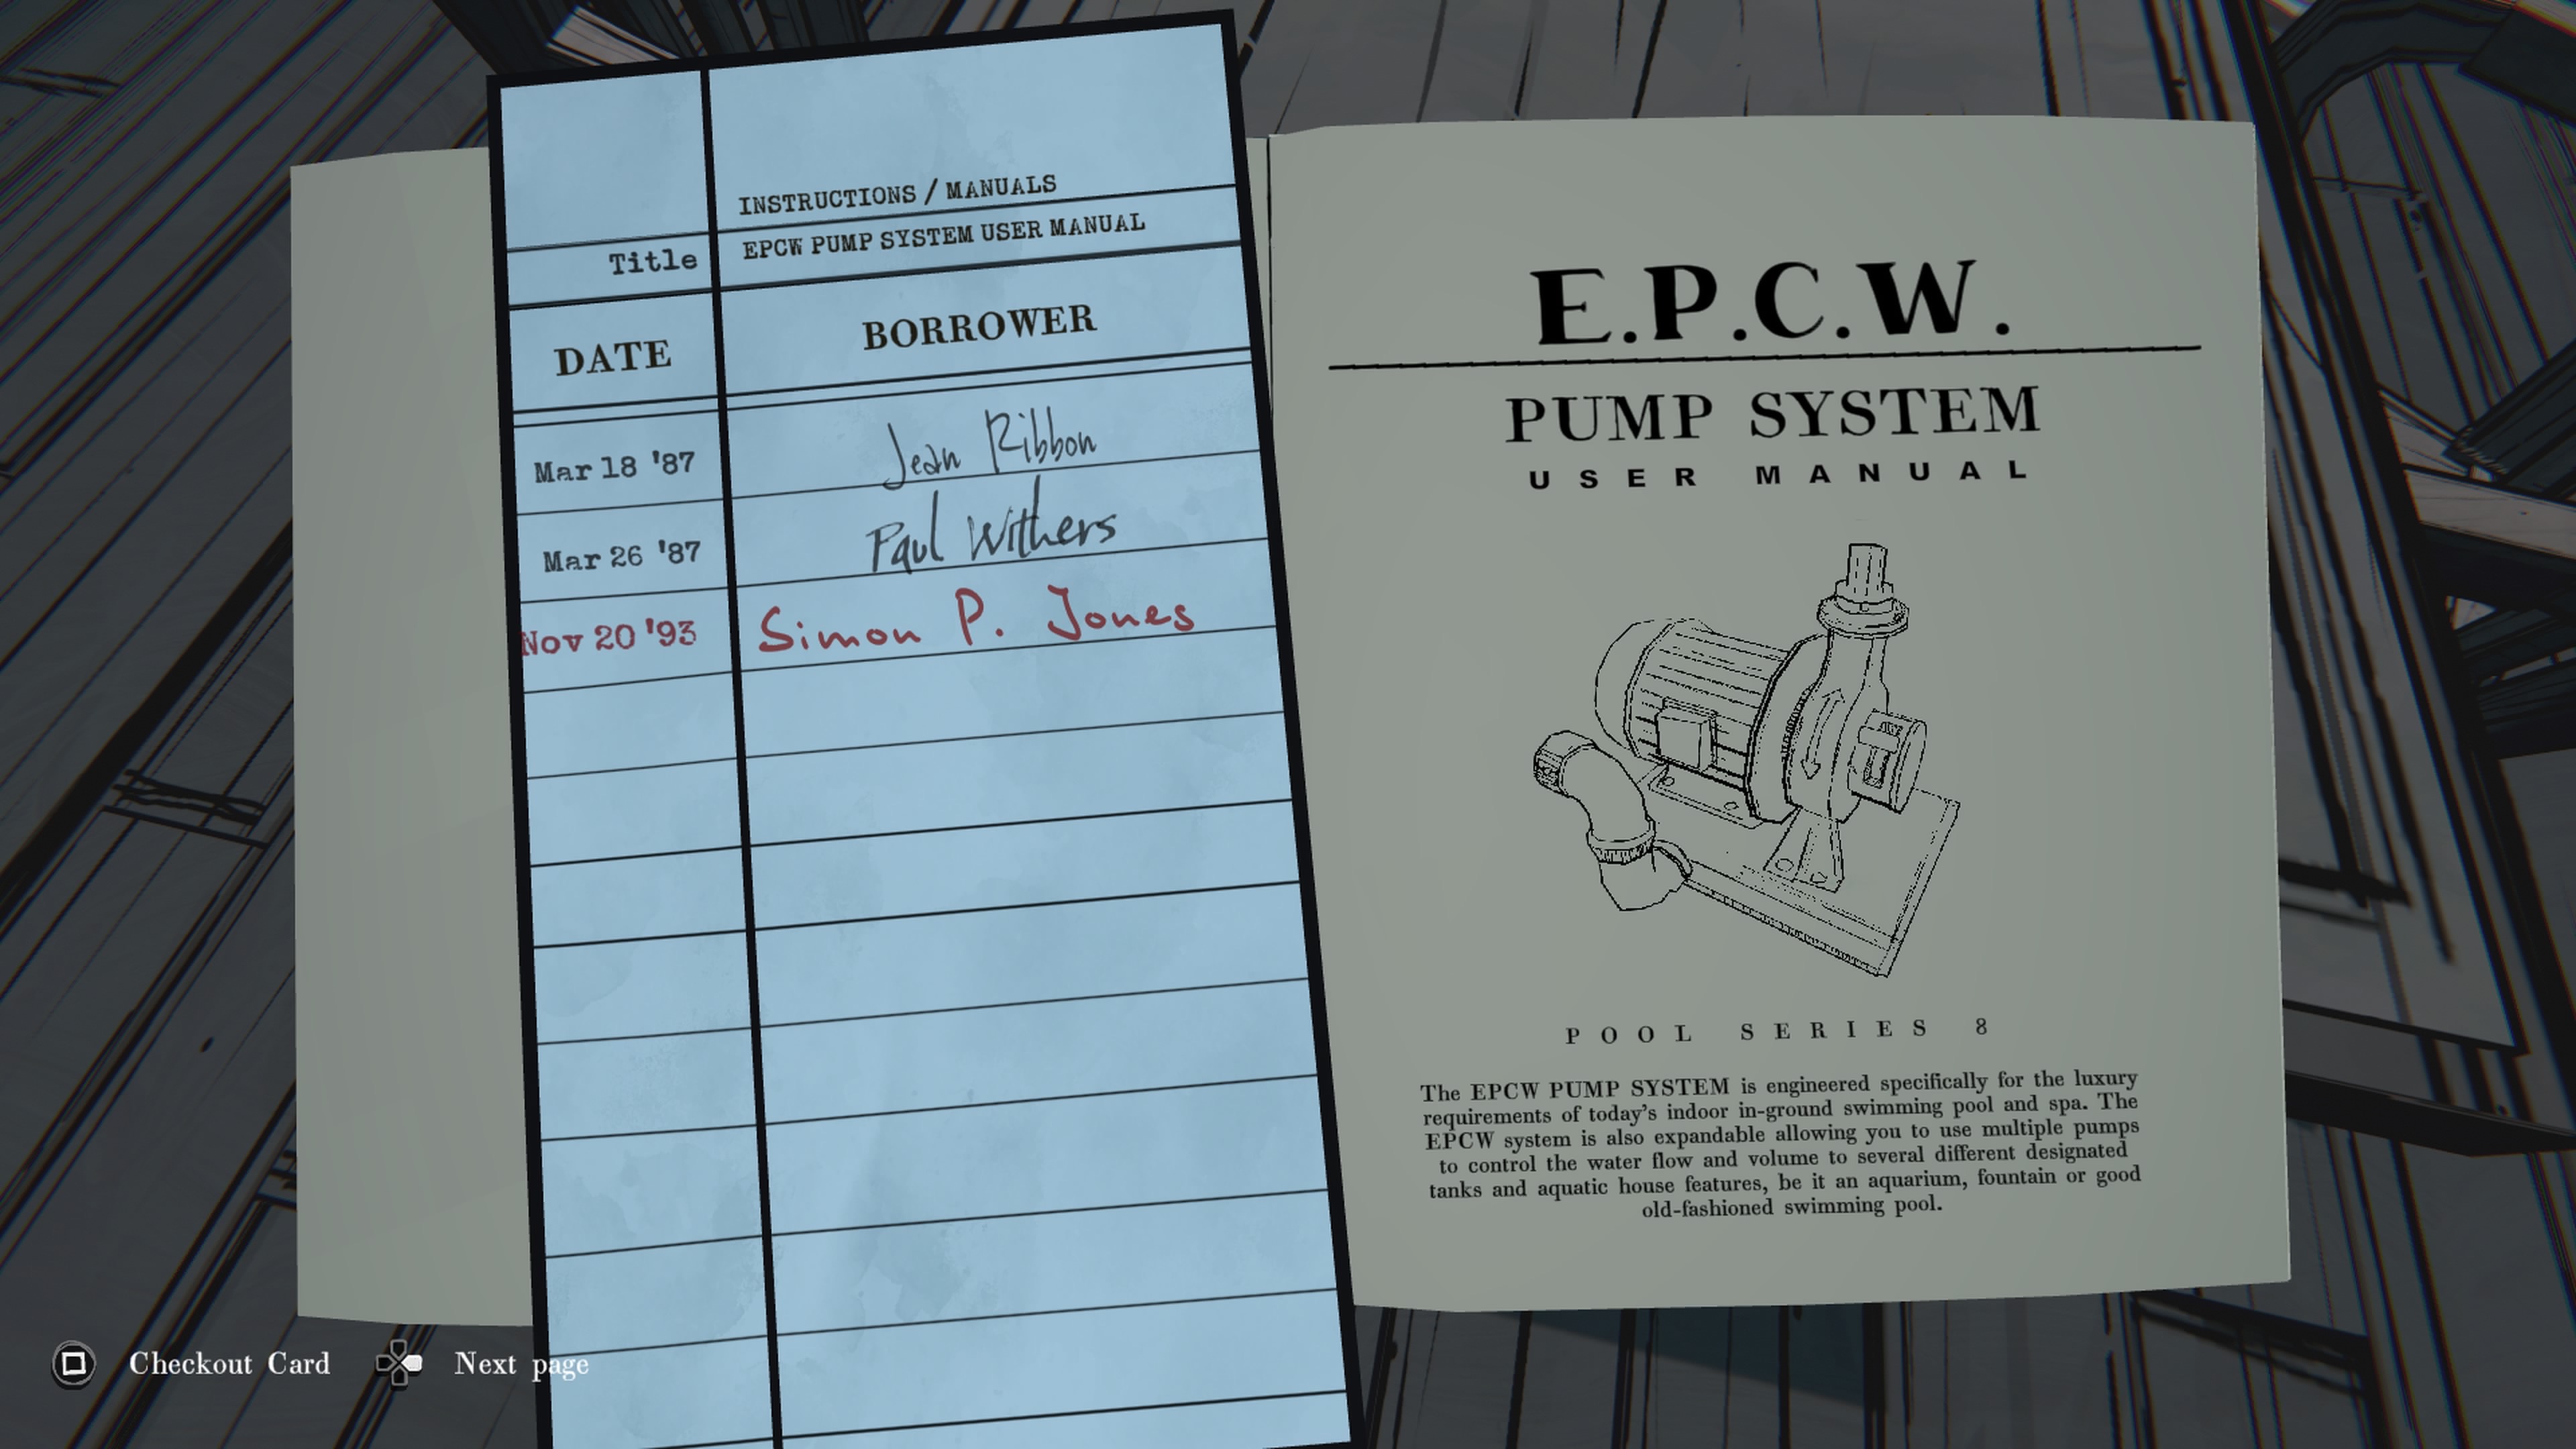 INSTRUCTIONS / MANUALS
Title EPCW PUMP SYSTEM USER MANUAL
DATE BORROWER
Mar 18 '87 Jean Ribbon
Mar 26 '87 Paul Withers
Nov 20 '93 Simon P. Jones
E.P.C.W.
PUMP SYSTEM
USER MANUAL
POOL SERIES 8
The EPCW PUMP SYSTEM is engineered specifically for the luxury
requirements of today's indoor in-ground swimming pool and spa. The
EPCW system is also expandable allowing you to use multiple pumps
to control the water flow and volume to several different designated
tanks and aquatic house features, be it an aquarium, fountain or good
old-fashioned swimming pool.
Checkout Card Next page